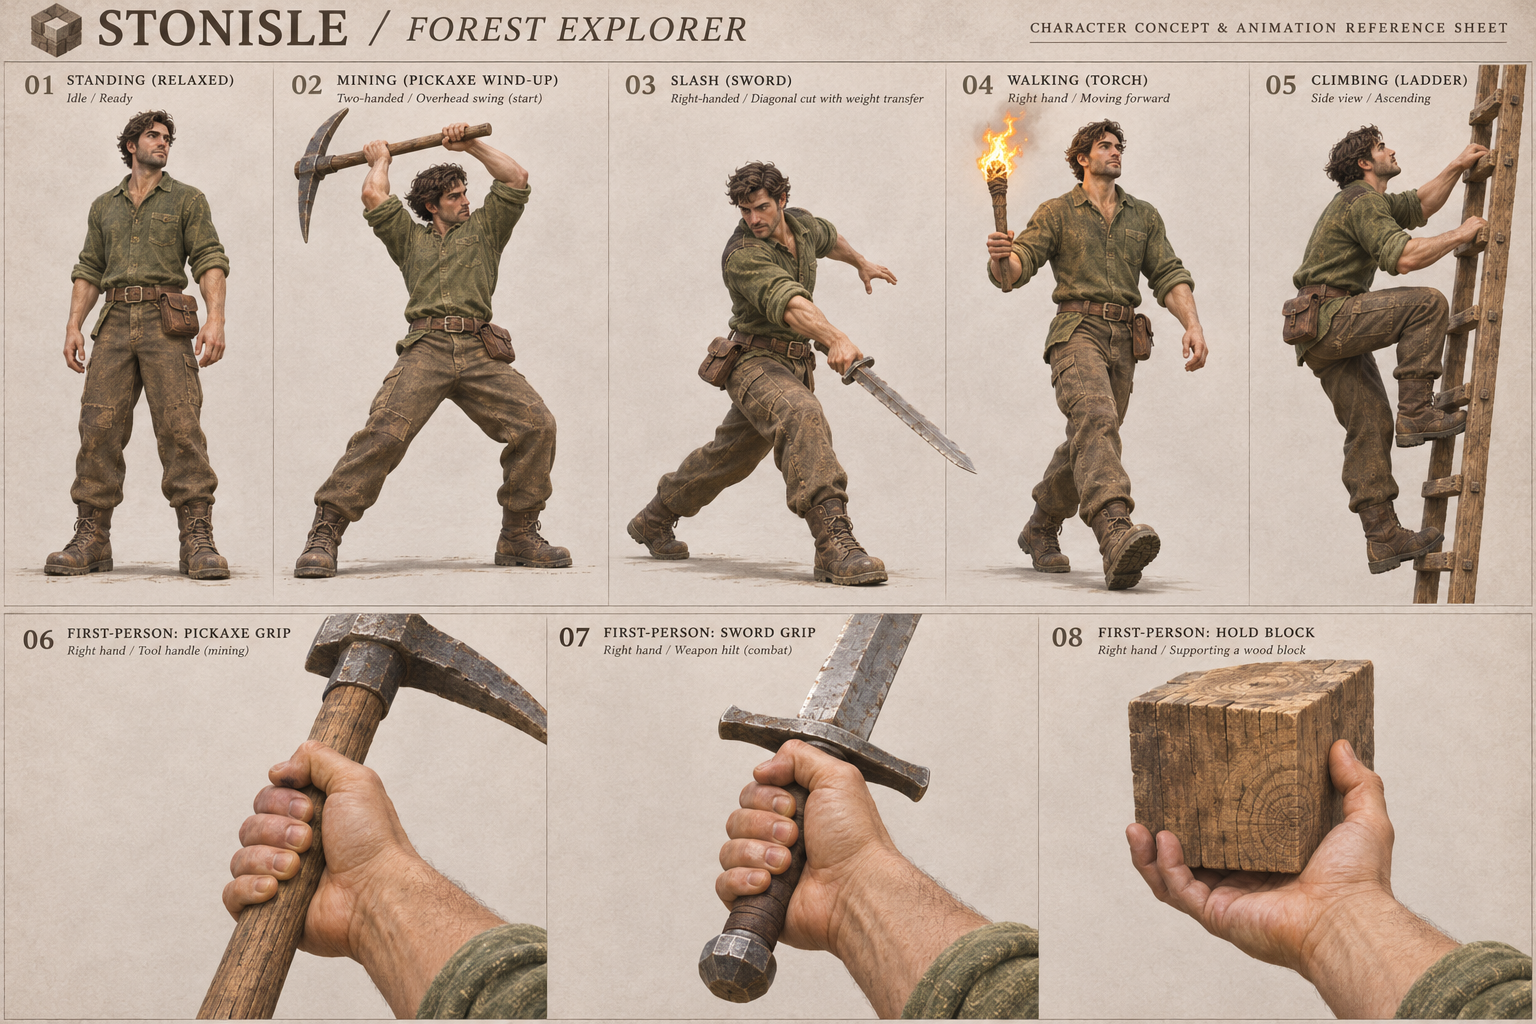 STONISLE / FOREST EXPLORER
CHARACTER CONCEPT & ANIMATION REFERENCE SHEET
01 STANDING (RELAXED)
Idle / Ready
02 MINING (PICKAXE WIND-UP)
Two-handed / Overhead swing (start)
03 SLASH (SWORD)
Right-handed / Diagonal cut with weight transfer
04 WALKING (TORCH)
Right hand / Moving forward
05 CLIMBING (LADDER)
Side view / Ascending
06 FIRST-PERSON: PICKAXE GRIP
Right hand / Tool handle (mining)
07 FIRST-PERSON: SWORD GRIP
Right hand / Weapon hilt (combat)
08 FIRST-PERSON: HOLD BLOCK
Right hand / Supporting a wood block